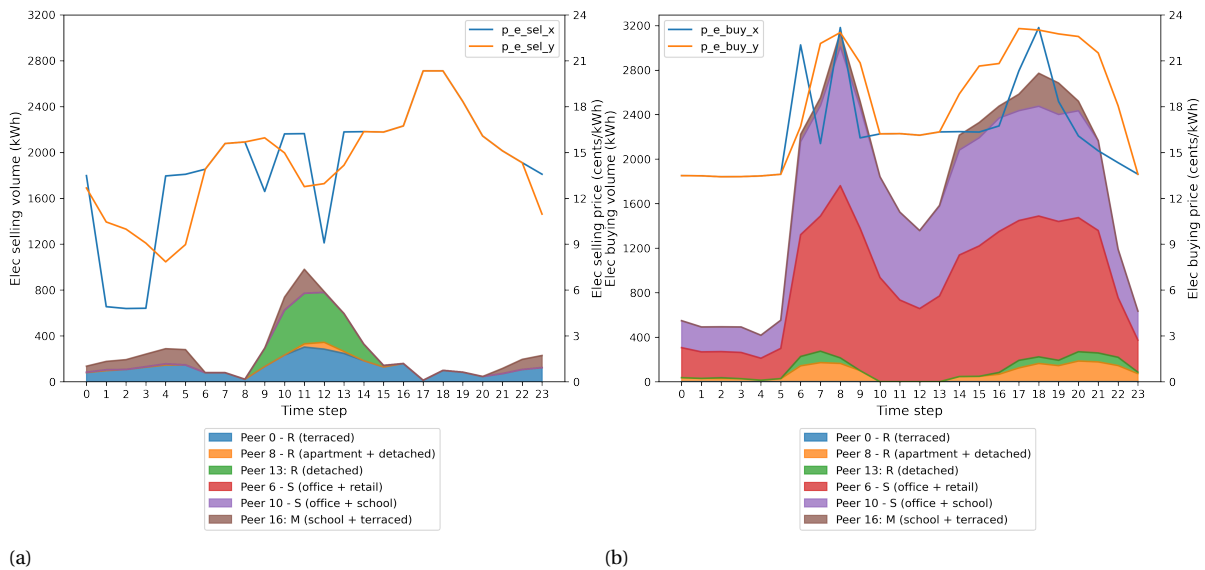 3200
2800
2400
2000
1600
1200
800
400
0
Elec selling volume (kWh)
p_e_sel_x
p_e_sel_y
24
21
18
15
12
9
6
3
0
Elec selling price (cents/kWh)
0 1 2 3 4 5 6 7 8 9 10 11 12 13 14 15 16 17 18 19 20 21 22 23
Time step
Peer 0 - R (terraced)
Peer 8 - R (apartment + detached)
Peer 13: R (detached)
Peer 6 - S (office + retail)
Peer 10 - S (office + school)
Peer 16: M (school + terraced)
(a)
3200
2800
2400
2000
1600
1200
800
400
0
Elec buying volume (kWh)
p_e_buy_x
p_e_buy_y
24
21
18
15
12
9
6
3
0
Elec buying price (cents/kWh)
0 1 2 3 4 5 6 7 8 9 10 11 12 13 14 15 16 17 18 19 20 21 22 23
Time step
Peer 0 - R (terraced)
Peer 8 - R (apartment + detached)
Peer 13: R (detached)
Peer 6 - S (office + retail)
Peer 10 - S (office + school)
Peer 16: M (school + terraced)
(b)